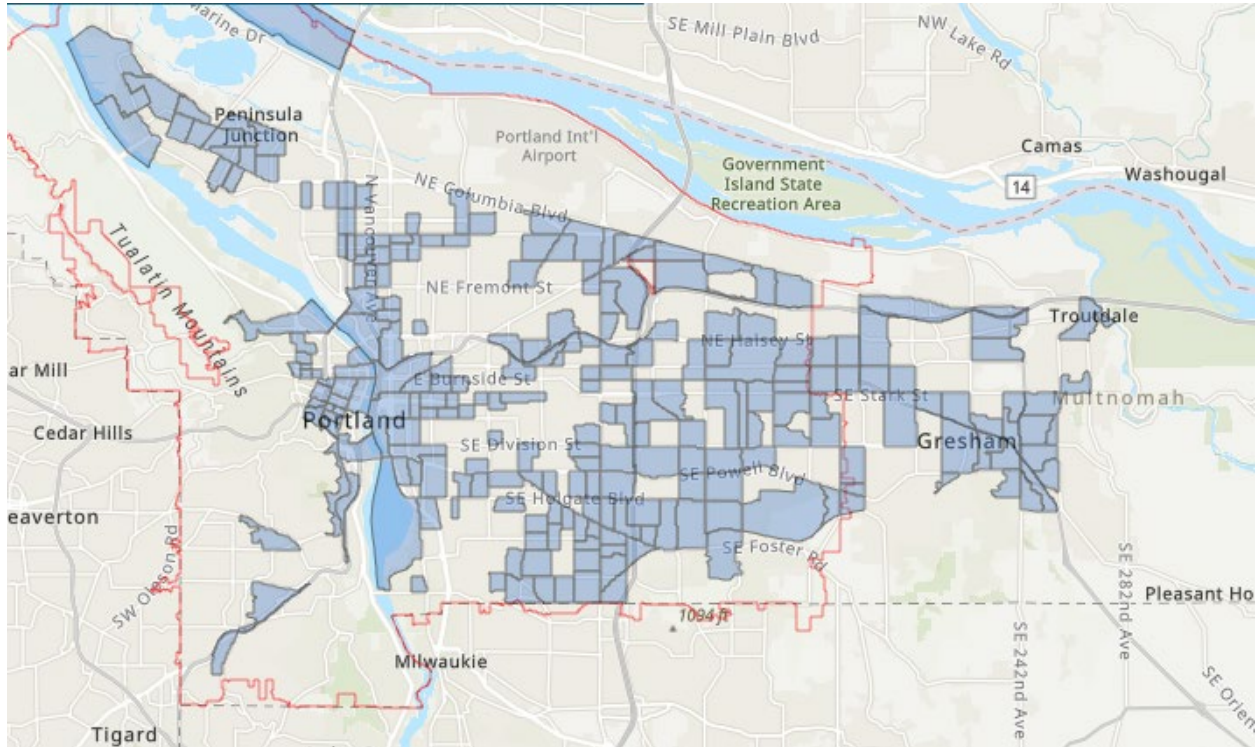 Marine Dr
SE Mill Plain Blvd
NW Lake Rd
Peninsula
Junction
Portland Int'l
Airport
Government
Island State
Recreation Area
Camas
14
Washougal
N Vancouver Ave
NE Columbia Blvd
Tualatin Mountains
NE Fremont St
Troutdale
ar Mill
NE Halsey St
E Burnside St
SE Stark St
Multnomah
Portland
Cedar Hills
SE Division St
Gresham
SE Powell Blvd
SE Holgate Blvd
eaverton
SW Oleson Rd
SE Foster Rd
SE 282nd Ave
Pleasant Ho
1094 ft
SE 242nd Ave
Milwaukie
SE Orien
Tigard